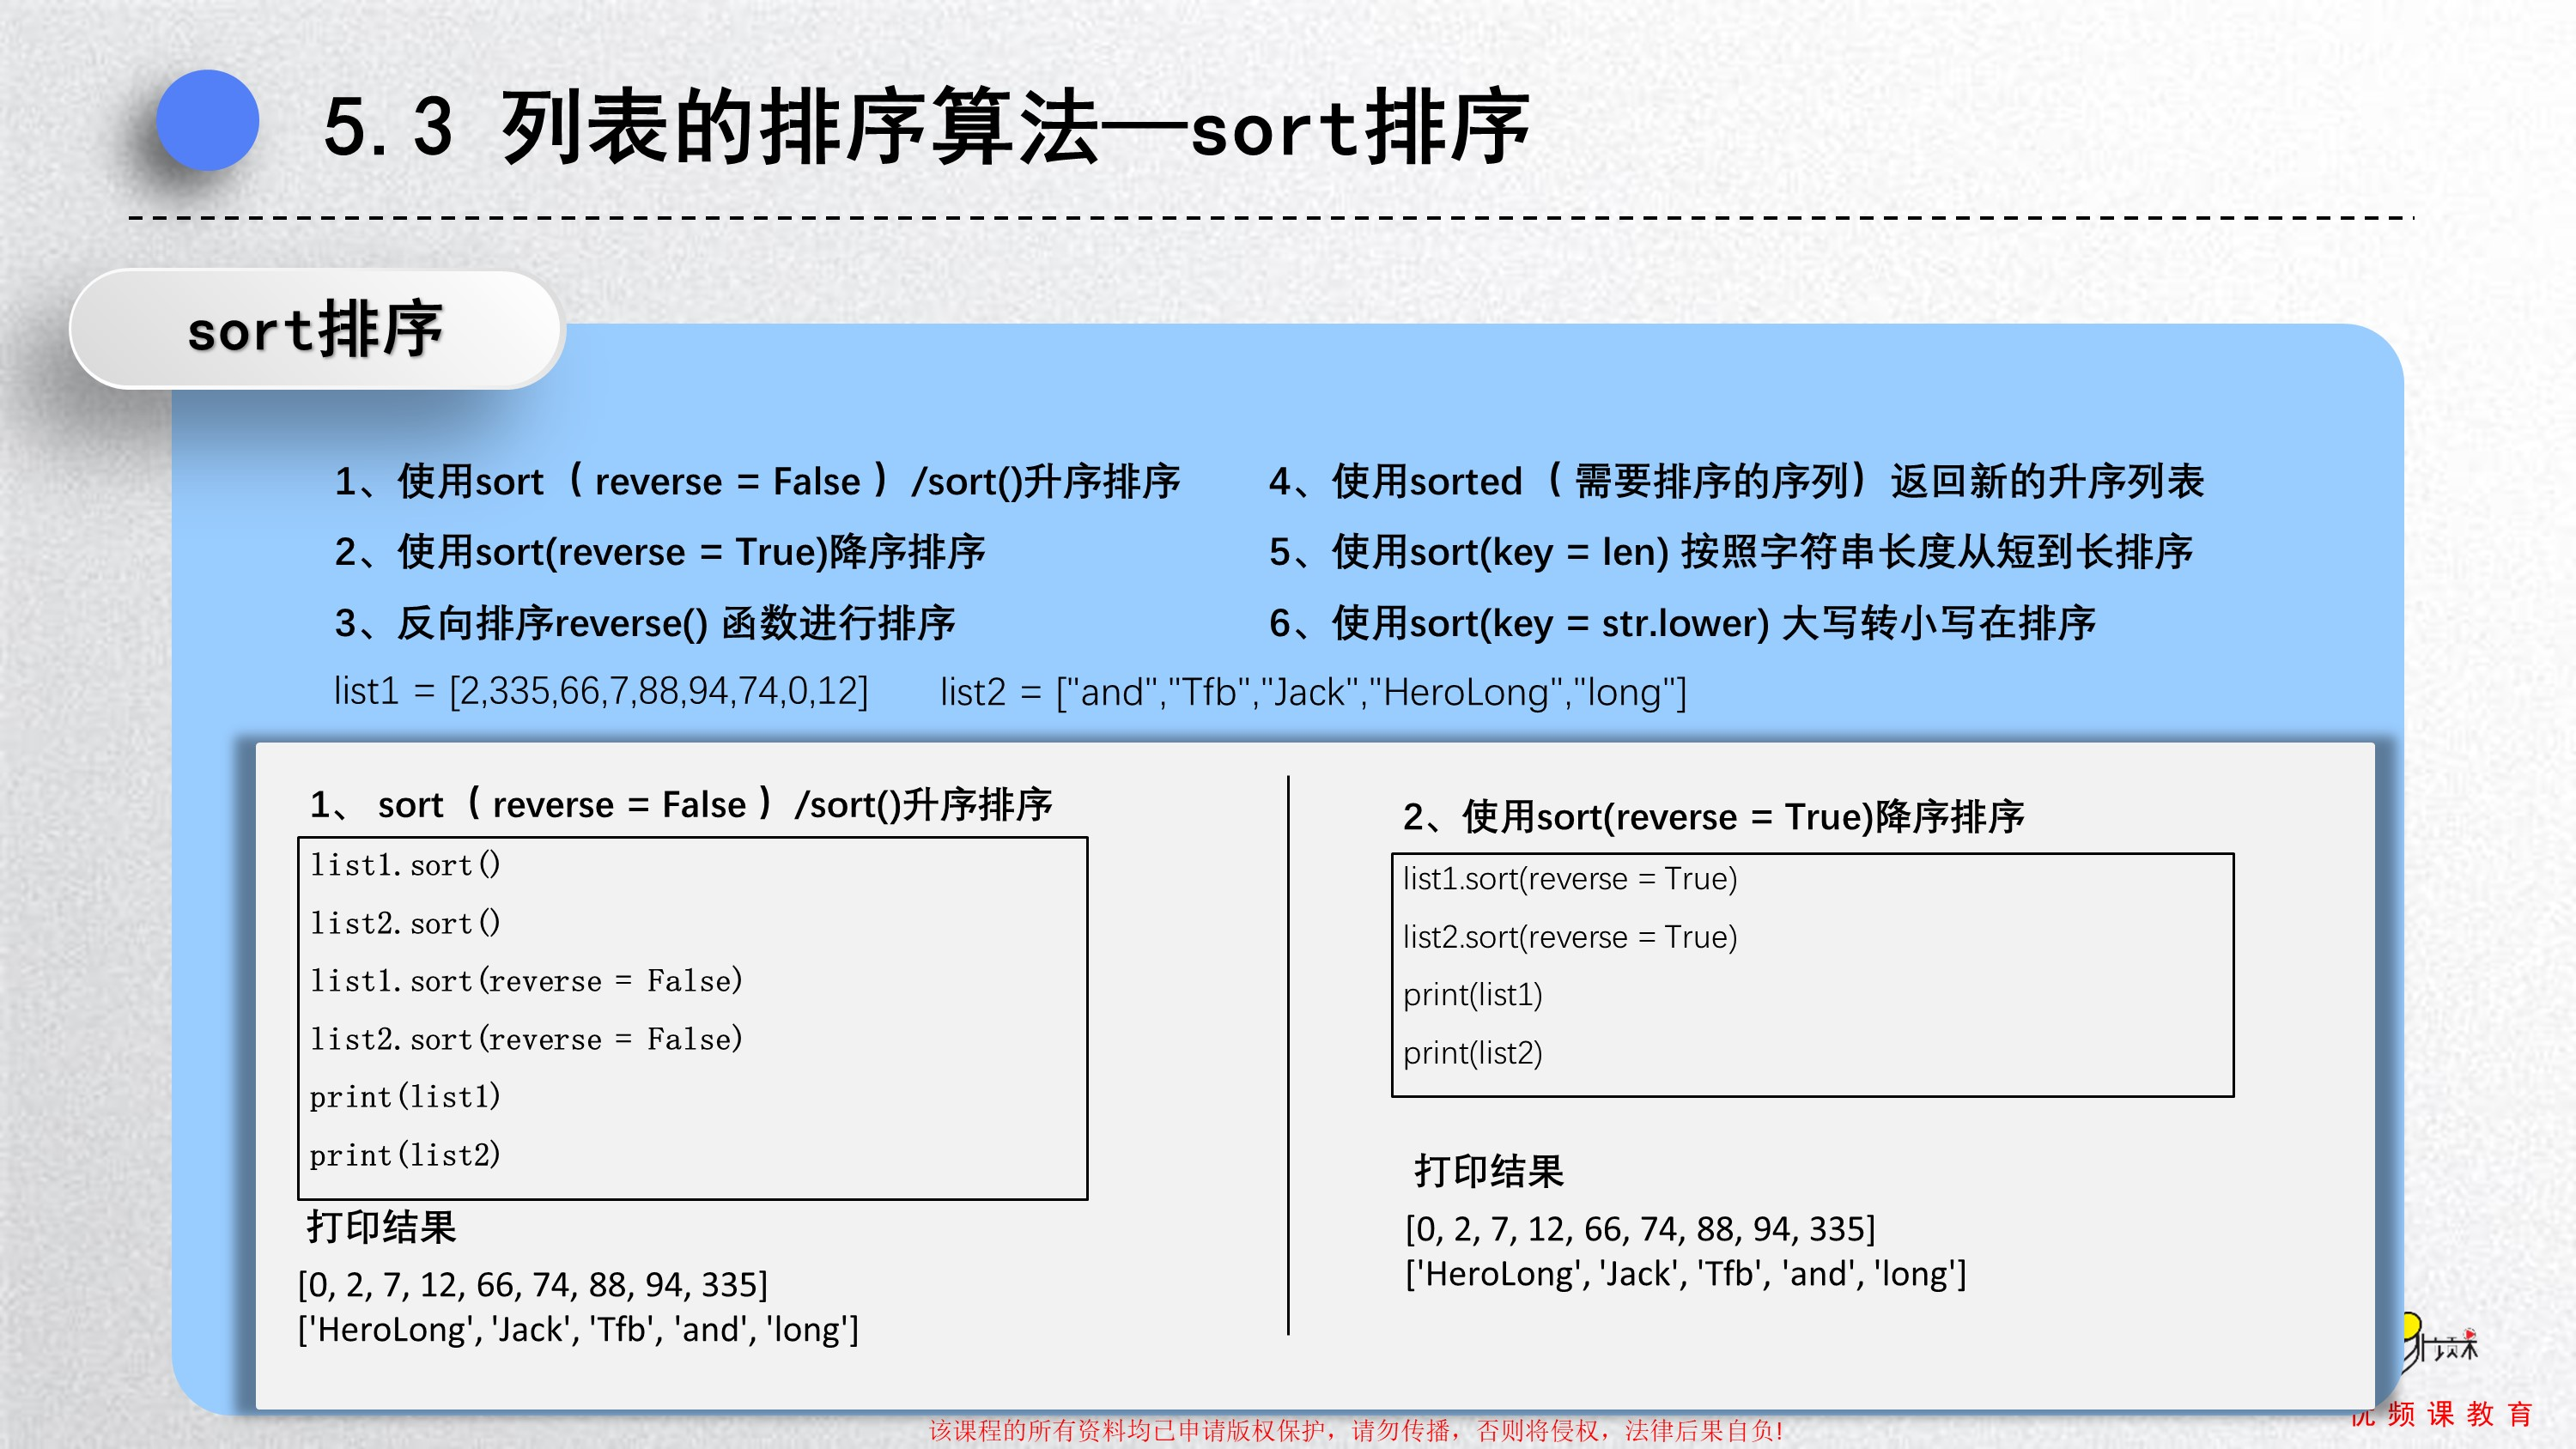 5.3 列表的排序算法—sort排序
sort排序
1、使用sort（reverse = False）/sort()升序排序
2、使用sort(reverse = True)降序排序
3、反向排序reverse() 函数进行排序
4、使用sorted（需要排序的序列）返回新的升序列表
5、使用sort(key = len) 按照字符串长度从短到长排序
6、使用sort(key = str.lower) 大写转小写在排序
list1 = [2,335,66,7,88,94,74,0,12]
list2 = ["and","Tfb","Jack","HeroLong","long"]
1、 sort（reverse = False）/sort()升序排序
list1.sort()
list2.sort()
list1.sort(reverse = False)
list2.sort(reverse = False)
print(list1)
print(list2)
打印结果
[0, 2, 7, 12, 66, 74, 88, 94, 335]
['HeroLong', 'Jack', 'Tfb', 'and', 'long']
2、使用sort(reverse = True)降序排序
list1.sort(reverse = True)
list2.sort(reverse = True)
print(list1)
print(list2)
打印结果
[0, 2, 7, 12, 66, 74, 88, 94, 335]
['HeroLong', 'Jack', 'Tfb', 'and', 'long']
优频课教育
该课程的所有资料均已申请版权保护，请勿传播，否则将侵权，法律后果自负!